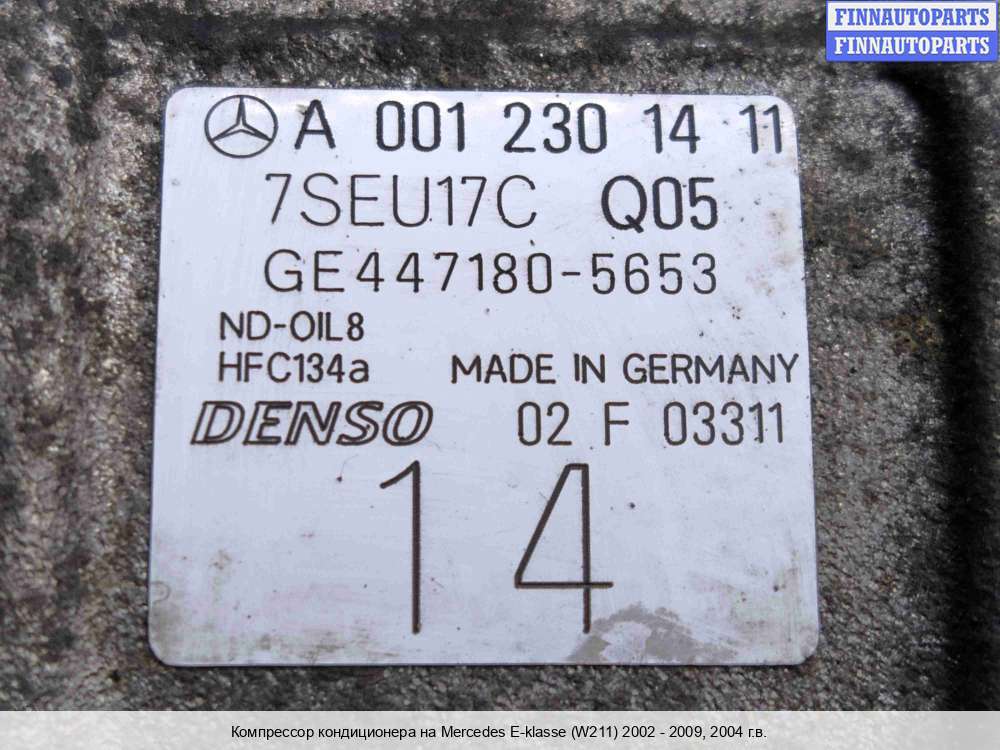 FINNAUTOPARTS
FINNAUTOPARTS
A 001 230 14 11
7SEU17C Q05
GE447180-5653
ND-OIL8
HFC134a MADE IN GERMANY
DENSO 02 F 03311
14
Компрессор кондиционера на Mercedes E-klasse (W211) 2002 - 2009, 2004 г.в.